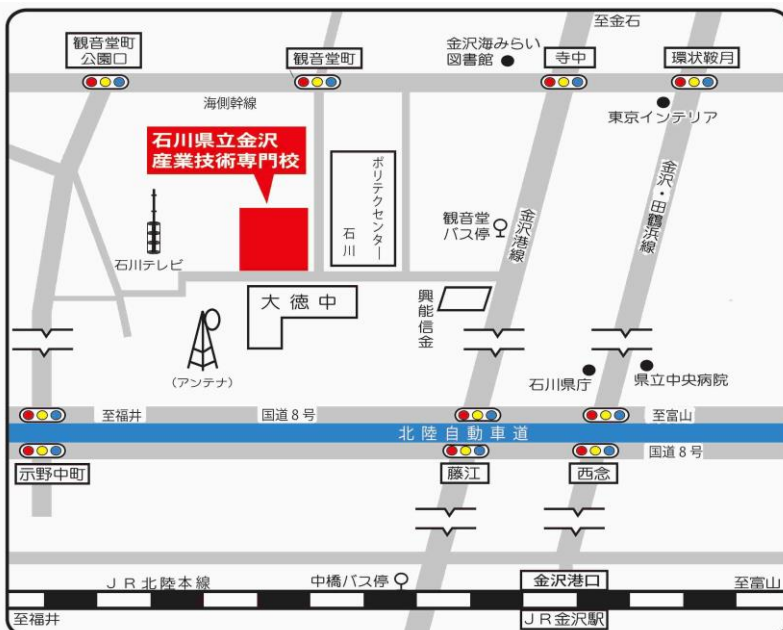 至金石
観音堂町
公園口
観音堂町
金沢海みらい
図書館
寺中
環状鞍月
海側幹線
東京インテリア
石川県立金沢
産業技術専門校
ポリテクセンター
石川
金沢・田鶴浜線
金沢港線
観音堂
バス停
石川テレビ
大徳中
興能信金
(アンテナ)
石川県庁
県立中央病院
至福井
国道8号
至富山
北陸自動車道
国道8号
示野中町
藤江
西念
JR北陸本線
中橋バス停
金沢港口
至富山
至福井
JR金沢駅